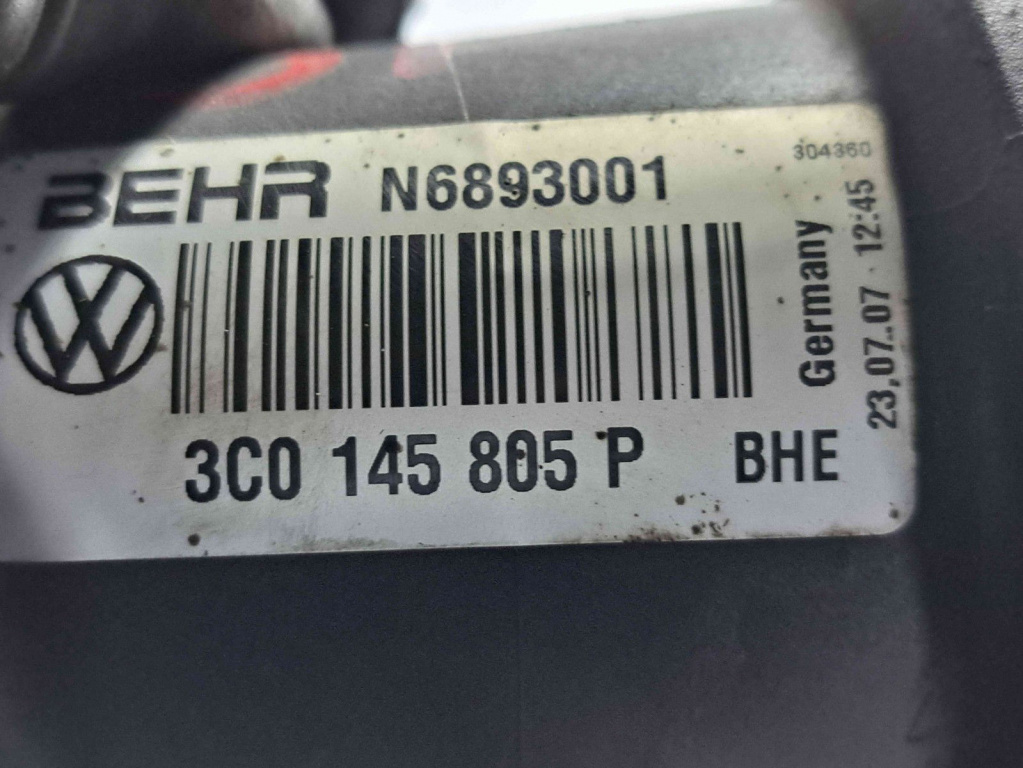 BEHR N6893001
304360
3C0 145 805 P BHE
Germany
23.07.07 · 12:45